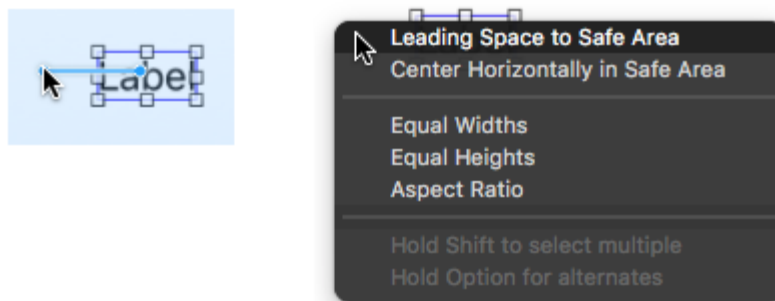 Label
Leading Space to Safe Area
Center Horizontally in Safe Area
Equal Widths
Equal Heights
Aspect Ratio
Hold Shift to select multiple
Hold Option for alternates